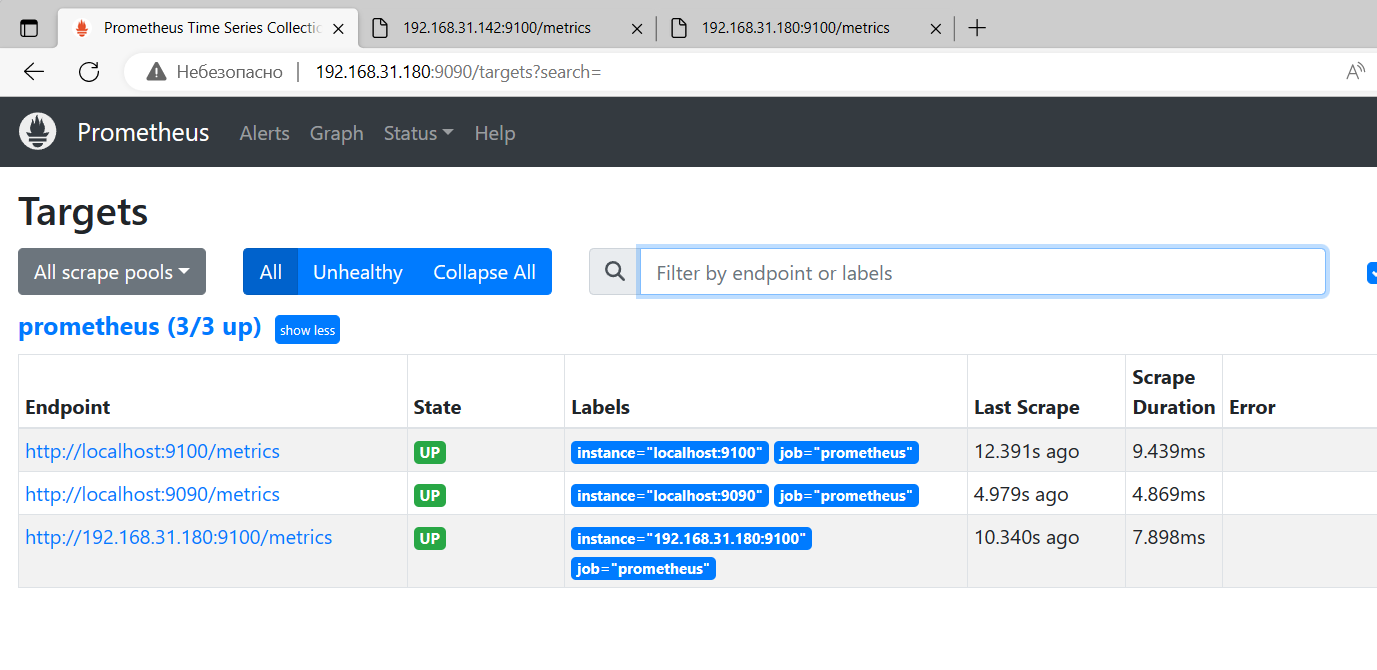 Prometheus Time Series Collectic
192.168.31.142:9100/metrics
192.168.31.180:9100/metrics
Небезопасно
192.168.31.180:9090/targets?search=
Prometheus Alerts Graph Status Help
Targets
All scrape pools All Unhealthy Collapse All Filter by endpoint or labels
prometheus (3/3 up) show less
Endpoint State Labels Last Scrape Scrape Duration Error
http://localhost:9100/metrics UP instance="localhost:9100" job="prometheus" 12.391s ago 9.439ms
http://localhost:9090/metrics UP instance="localhost:9090" job="prometheus" 4.979s ago 4.869ms
http://192.168.31.180:9100/metrics UP instance="192.168.31.180:9100" 10.340s ago 7.898ms
job="prometheus"